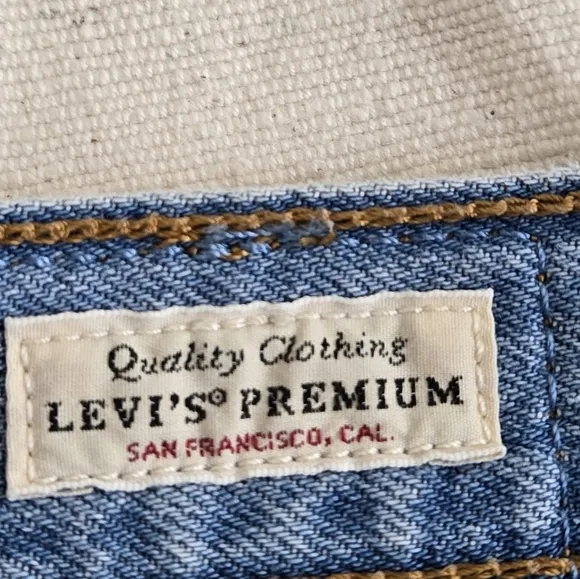 Quality Clothing
LEVI'S® PREMIUM
SAN FRANCISCO, CAL.